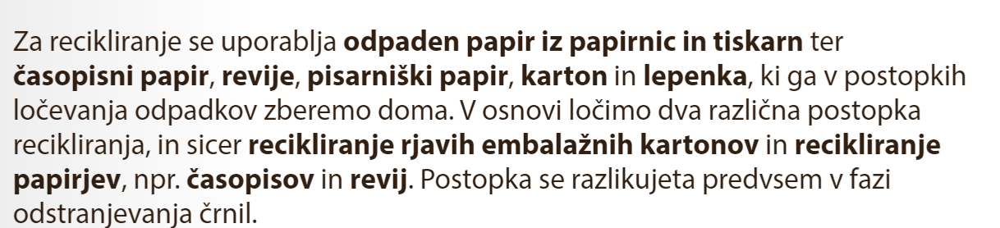 Za recikliranje se uporablja odpaden papir iz papirnic in tiskarn ter
časopisni papir, revije, pisarniški papir, karton in lepenka, ki ga v postopkih
ločevanja odpadkov zberemo doma. V osnovi ločimo dva različna postopka
recikliranja, in sicer recikliranje rjavih embalažnih kartonov in recikliranje
papirjev, npr. časopisov in revij. Postopka se razlikujeta predvsem v fazi
odstranjevanja črnil.